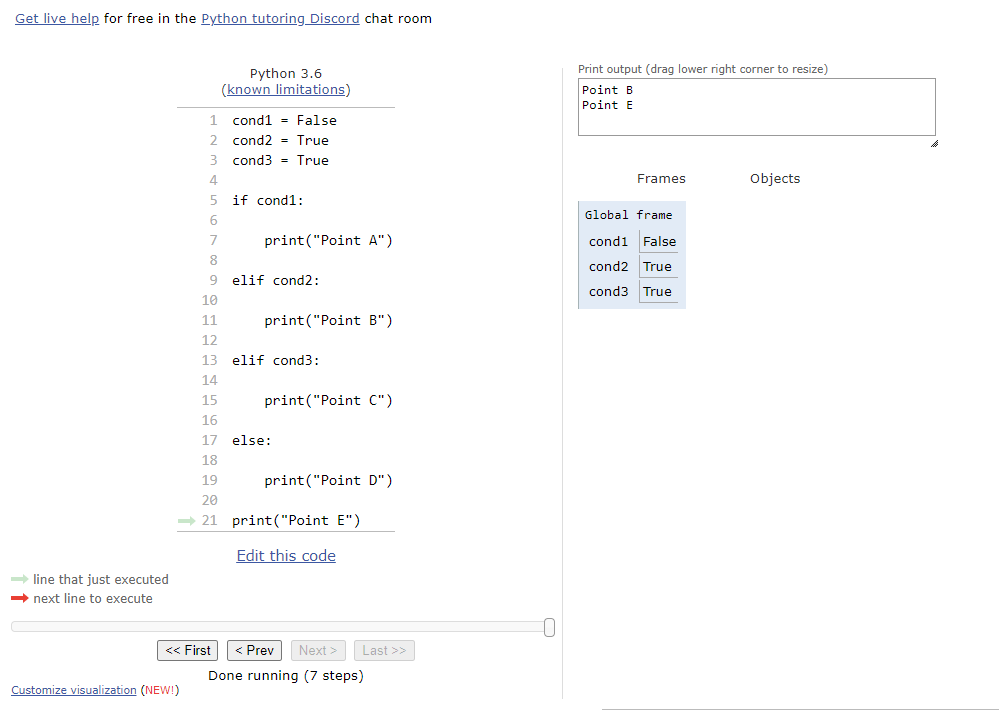 Get live help for free in the Python tutoring Discord chat room
Python 3.6
(known limitations)
1 cond1 = False
2 cond2 = True
3 cond3 = True
4
5 if cond1:
6
7     print("Point A")
8
9 elif cond2:
10
11     print("Point B")
12
13 elif cond3:
14
15     print("Point C")
16
17 else:
18
19     print("Point D")
20
21 print("Point E")
Edit this code
line that just executed
next line to execute
<< First < Prev Next > Last >>
Done running (7 steps)
Customize visualization (NEW!)
Print output (drag lower right corner to resize)
Point B
Point E
Frames Objects
Global frame
cond1 False
cond2 True
cond3 True